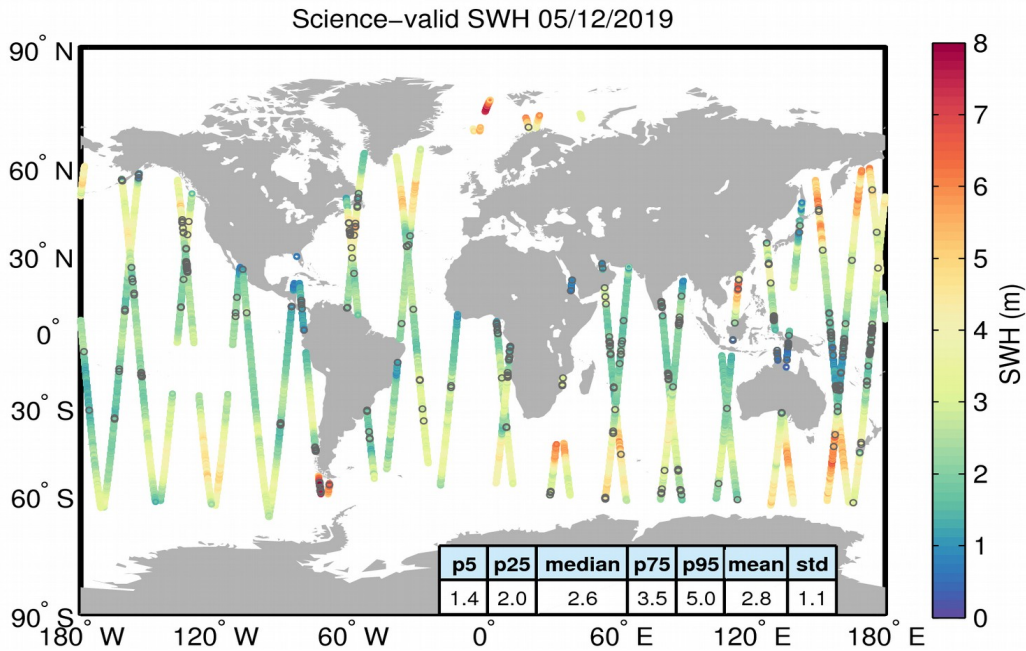 Science−valid SWH 05/12/2019
90° N
60° N
30° N
0°
30° S
60° S
90° S
180° W
120° W
60° W
0°
60° E
120° E
180° E
p5 p25 median p75 p95 mean std
1.4 2.0 2.6 3.5 5.0 2.8 1.1
8
7
6
5
4
3
2
1
0
SWH (m)